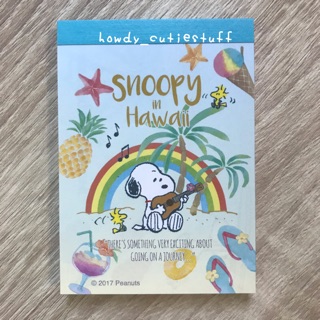 howdy_cutiestuff
SNOOPY
in
Hawaii
THERE'S SOMETHING VERY EXCITING ABOUT
GOING ON A JOURNEY
© 2017 Peanuts